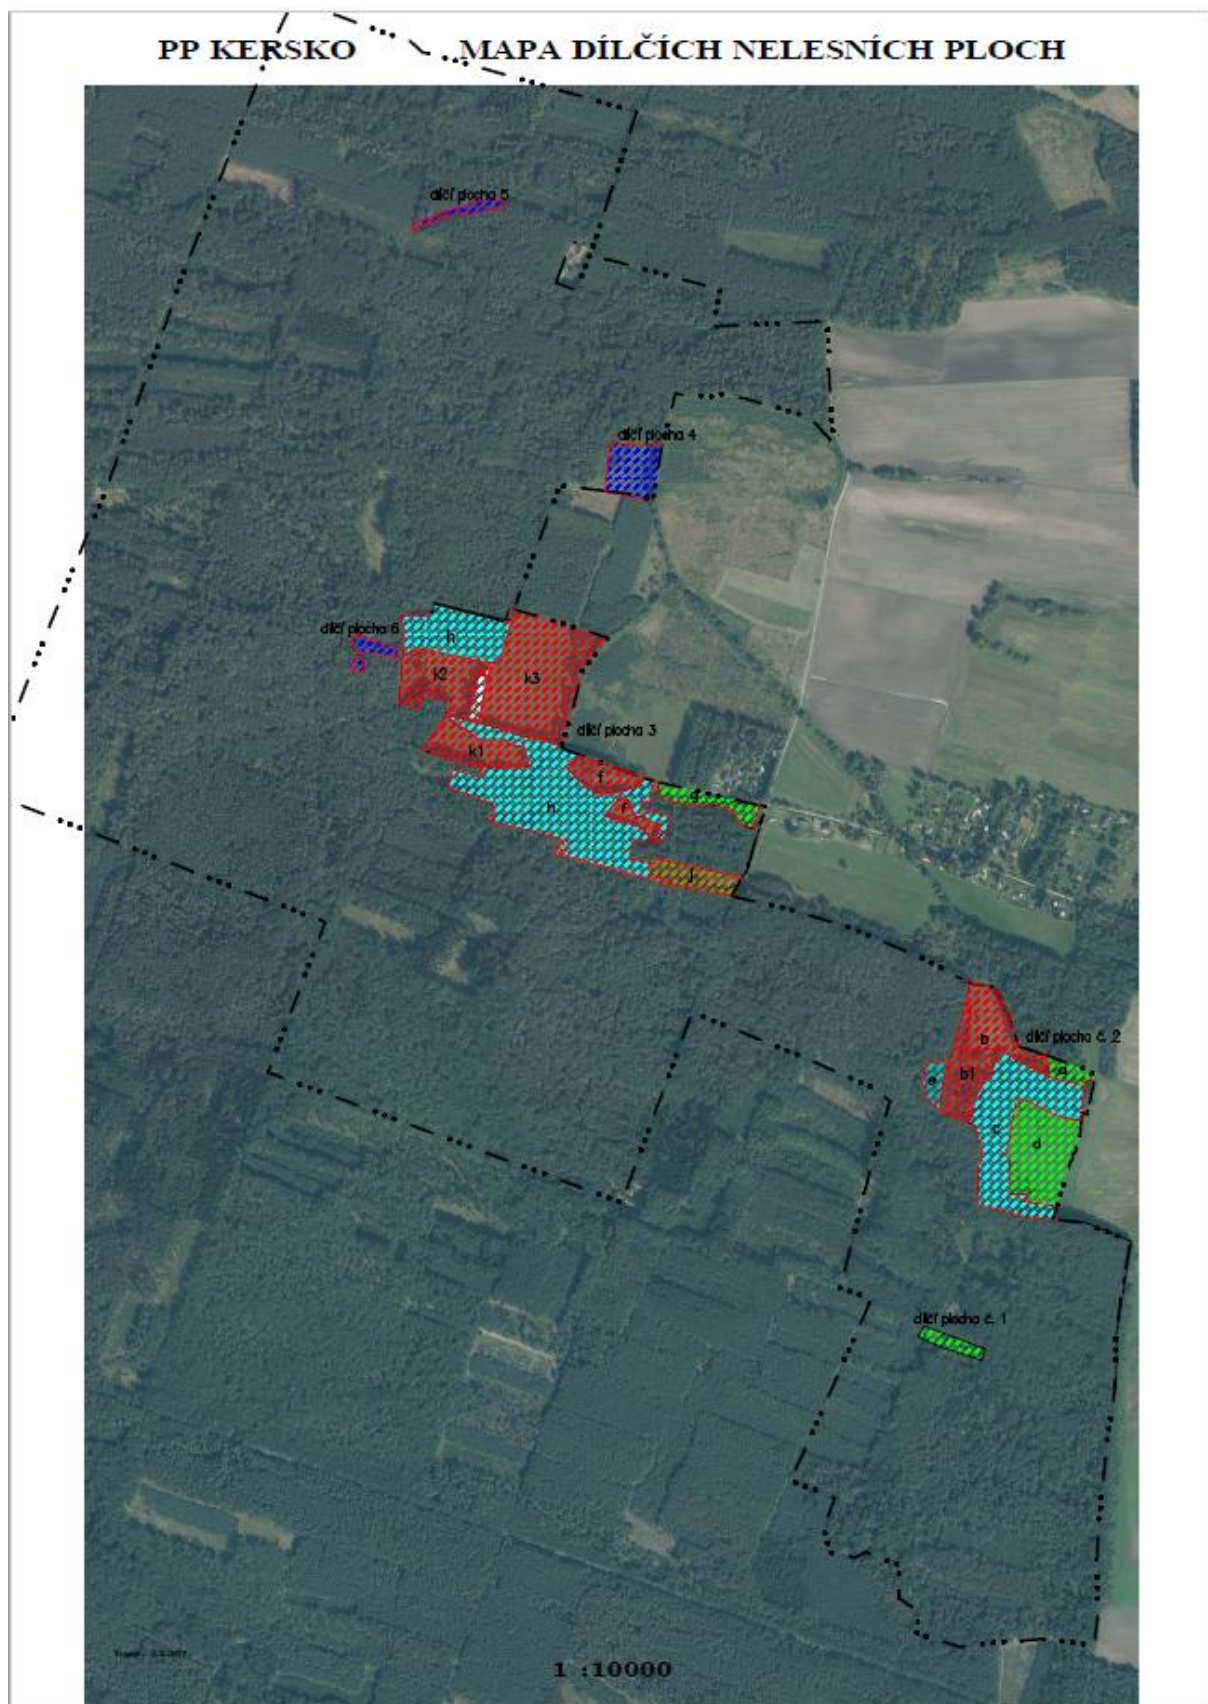 PP KERSKO MAPA DÍLČÍCH NELESNÍCH PLOCH
dílčí plocha 5
dílčí plocha 4
dílčí plocha 6
h
k2
k3
dílčí plocha 3
k1
f
g
h
f
j
b
dílčí plocha č. 2
a
e
b1
c
d
dílčí plocha č. 1
1 :10000